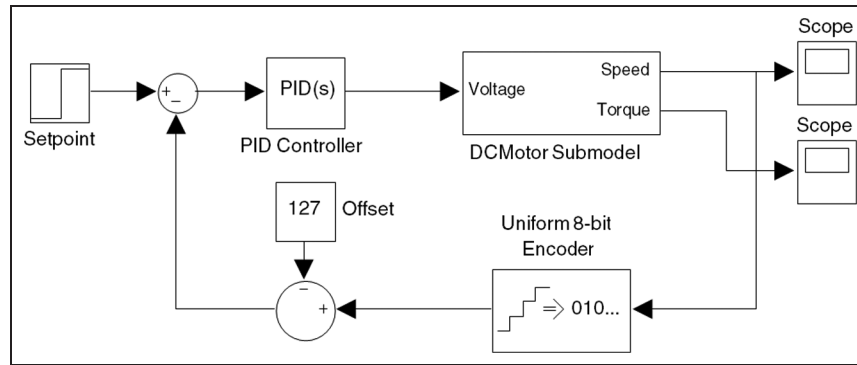 Scope
Setpoint
+
−
PID(s)
PID Controller
Voltage
Speed
Torque
DCMotor Submodel
Scope
127
Offset
−
+
Uniform 8-bit
Encoder
⇒ 010...